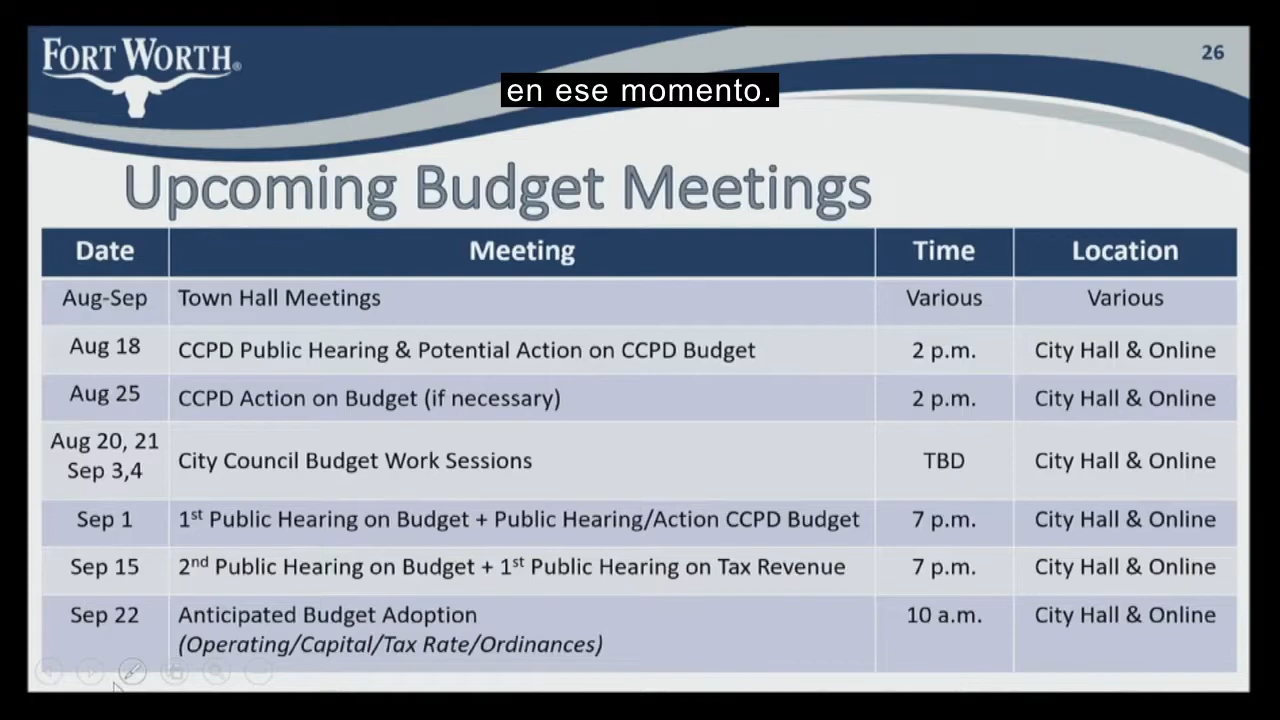 FORT WORTH®
26
en ese momento.
Upcoming Budget Meetings
Date Meeting Time Location
Aug-Sep Town Hall Meetings Various Various
Aug 18 CCPD Public Hearing & Potential Action on CCPD Budget 2 p.m. City Hall & Online
Aug 25 CCPD Action on Budget (if necessary) 2 p.m. City Hall & Online
Aug 20, 21
Sep 3,4 City Council Budget Work Sessions TBD City Hall & Online
Sep 1 1st Public Hearing on Budget + Public Hearing/Action CCPD Budget 7 p.m. City Hall & Online
Sep 15 2nd Public Hearing on Budget + 1st Public Hearing on Tax Revenue 7 p.m. City Hall & Online
Sep 22 Anticipated Budget Adoption 10 a.m. City Hall & Online
(Operating/Capital/Tax Rate/Ordinances)